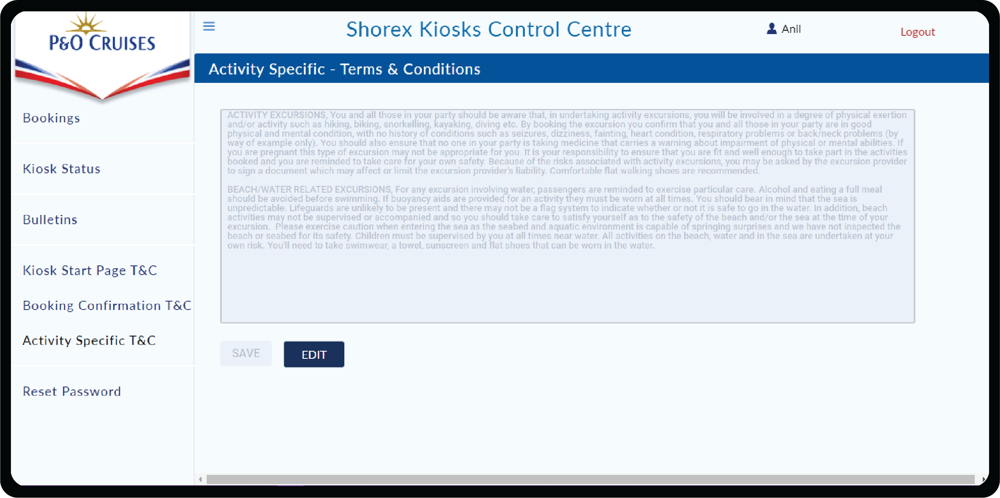 P&O CRUISES
Shorex Kiosks Control Centre
Anil
Logout
Activity Specific - Terms & Conditions
Bookings
Kiosk Status
Bulletins
Kiosk Start Page T&C
Booking Confirmation T&C
Activity Specific T&C
Reset Password
ACTIVITY EXCURSIONS, You and all those in your party should be aware that, in undertaking activity excursions, you will be involved in a degree of physical exertion
and/or activity such as hiking, biking, snorkelling, kayaking, diving etc. By booking the excursion you confirm that you and all those in your party are in good
physical and mental condition, with no history of conditions such as seizures, dizziness, fainting, heart condition, respiratory problems or back/neck problems (by
way of example only). You should also ensure that no one in your party is taking medicine that carries a warning about impairment of physical or mental abilities. If
you are pregnant this type of excursion may not be appropriate for you. It is your responsibility to ensure that you are fit and well enough to take part in the activities
booked and you are reminded to take care for your own safety. Because of the risks associated with activity excursions, you may be asked by the excursion provider
to sign a document which may affect or limit the excursion provider's liability. Comfortable flat walking shoes are recommended.
BEACH/WATER RELATED EXCURSIONS, For any excursion involving water, passengers are reminded to exercise particular care. Alcohol and eating a full meal
should be avoided before swimming. If buoyancy aids are provided for an activity they must be worn at all times. You should bear in mind that the sea is
unpredictable. Lifeguards are unlikely to be present and there may not be a flag system to indicate whether or not it is safe to go in the water. In addition, beach
activities may not be supervised or accompanied and so you should take care to satisfy yourself as to the safety of the beach and/or the sea at the time of your
excursion.  Please exercise caution when entering the sea as the seabed and aquatic environment is capable of springing surprises and we have not inspected the
beach or seabed for its safety. Children must be supervised by you at all times near water. All activities on the beach, water and in the sea are undertaken at your
own risk. You'll need to take swimwear, a towel, sunscreen and flat shoes that can be worn in the water.
SAVE
EDIT